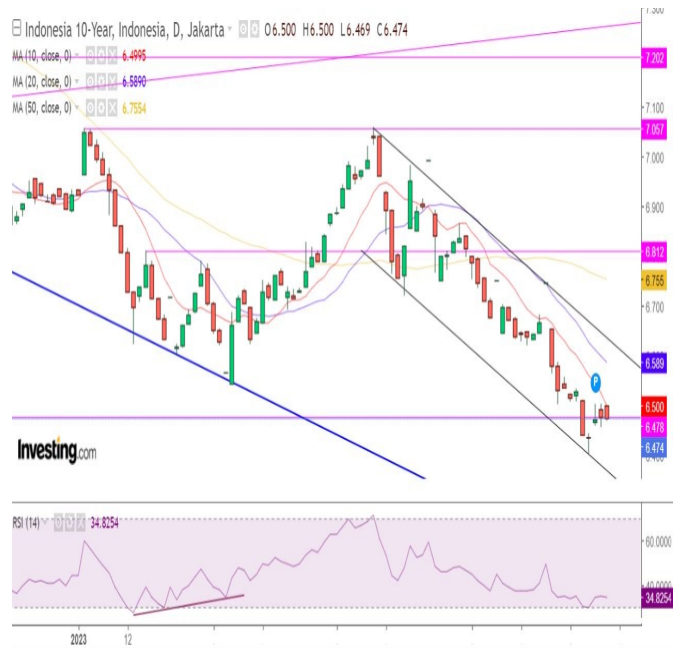 Indonesia 10-Year, Indonesia, D, Jakarta O6.500 H6.500 L6.469 C6.474
MA (10, close, 0) 6.4995
MA (20, close, 0) 6.5890
MA (50, close, 0) 6.7554
7.202
7.100
7.057
7.000
6.900
6.812
6.755
6.700
6.589
P
6.500
6.478
6.474
Investing.com
RSI (14) 34.8254
60.0000
40.0000
34.8254
2023 12